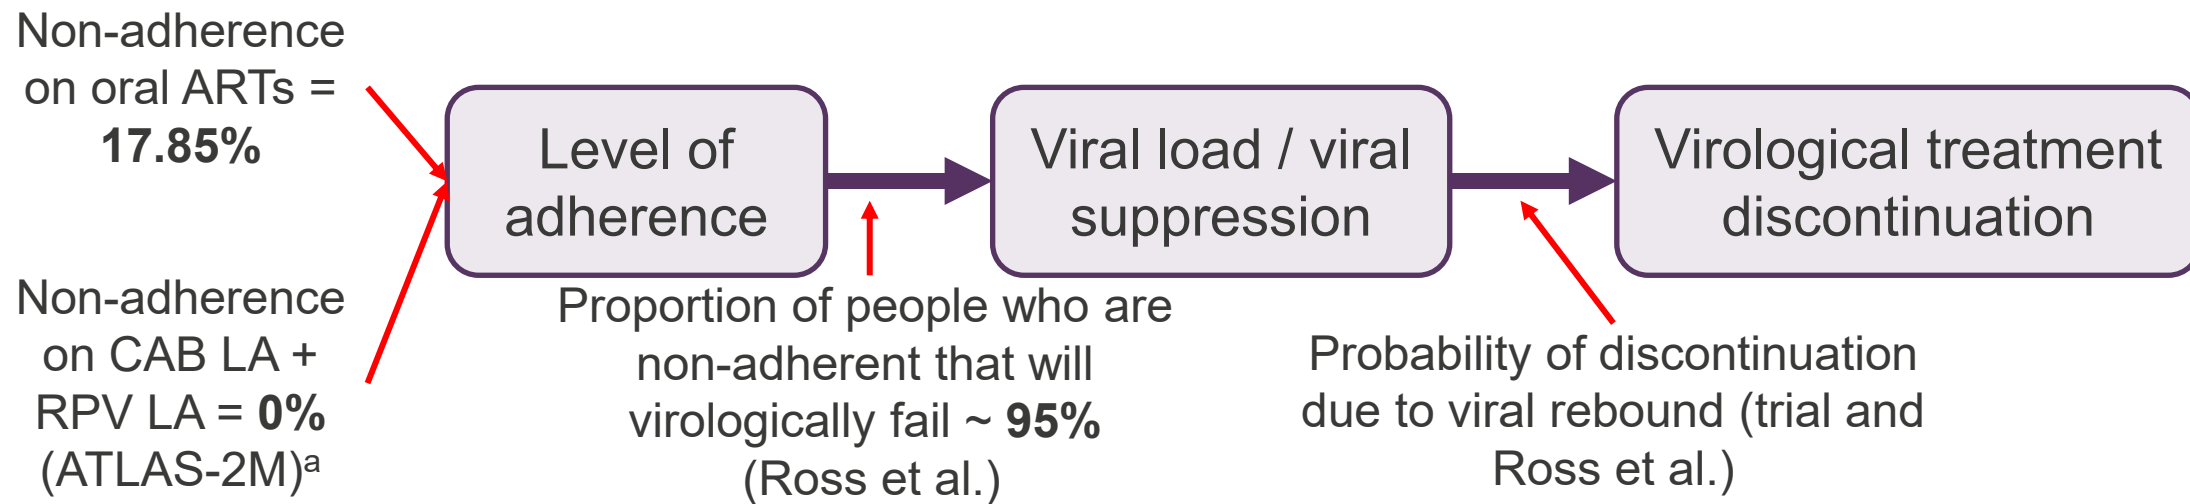 Non-adherence
on oral ARTs =
17.85%
Level of
adherence
Viral load / viral
suppression
Virological treatment
discontinuation
Non-adherence
on CAB LA +
RPV LA = 0%
(ATLAS-2M)ª
Proportion of people who are
non-adherent that will
virologically fail ~ 95%
(Ross et al.)
Probability of discontinuation
due to viral rebound (trial and
Ross et al.)